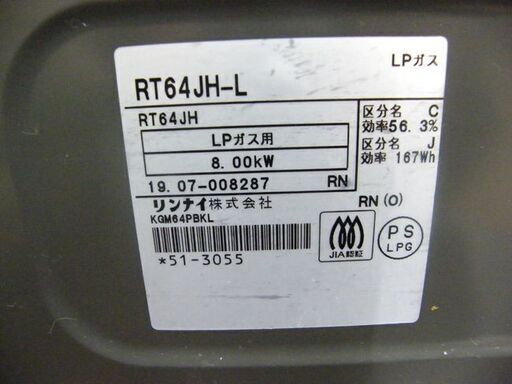 LPガス
RT64JH-L
RT64JH
LPガス用
8.00kW
区分名 C
効率56.3%
区分名 J
効率 167Wh
19.07-008287 RN
リンナイ株式会社
RN (O)
KGM64PBKL
JIA認証
PS
LPG
*51-3055